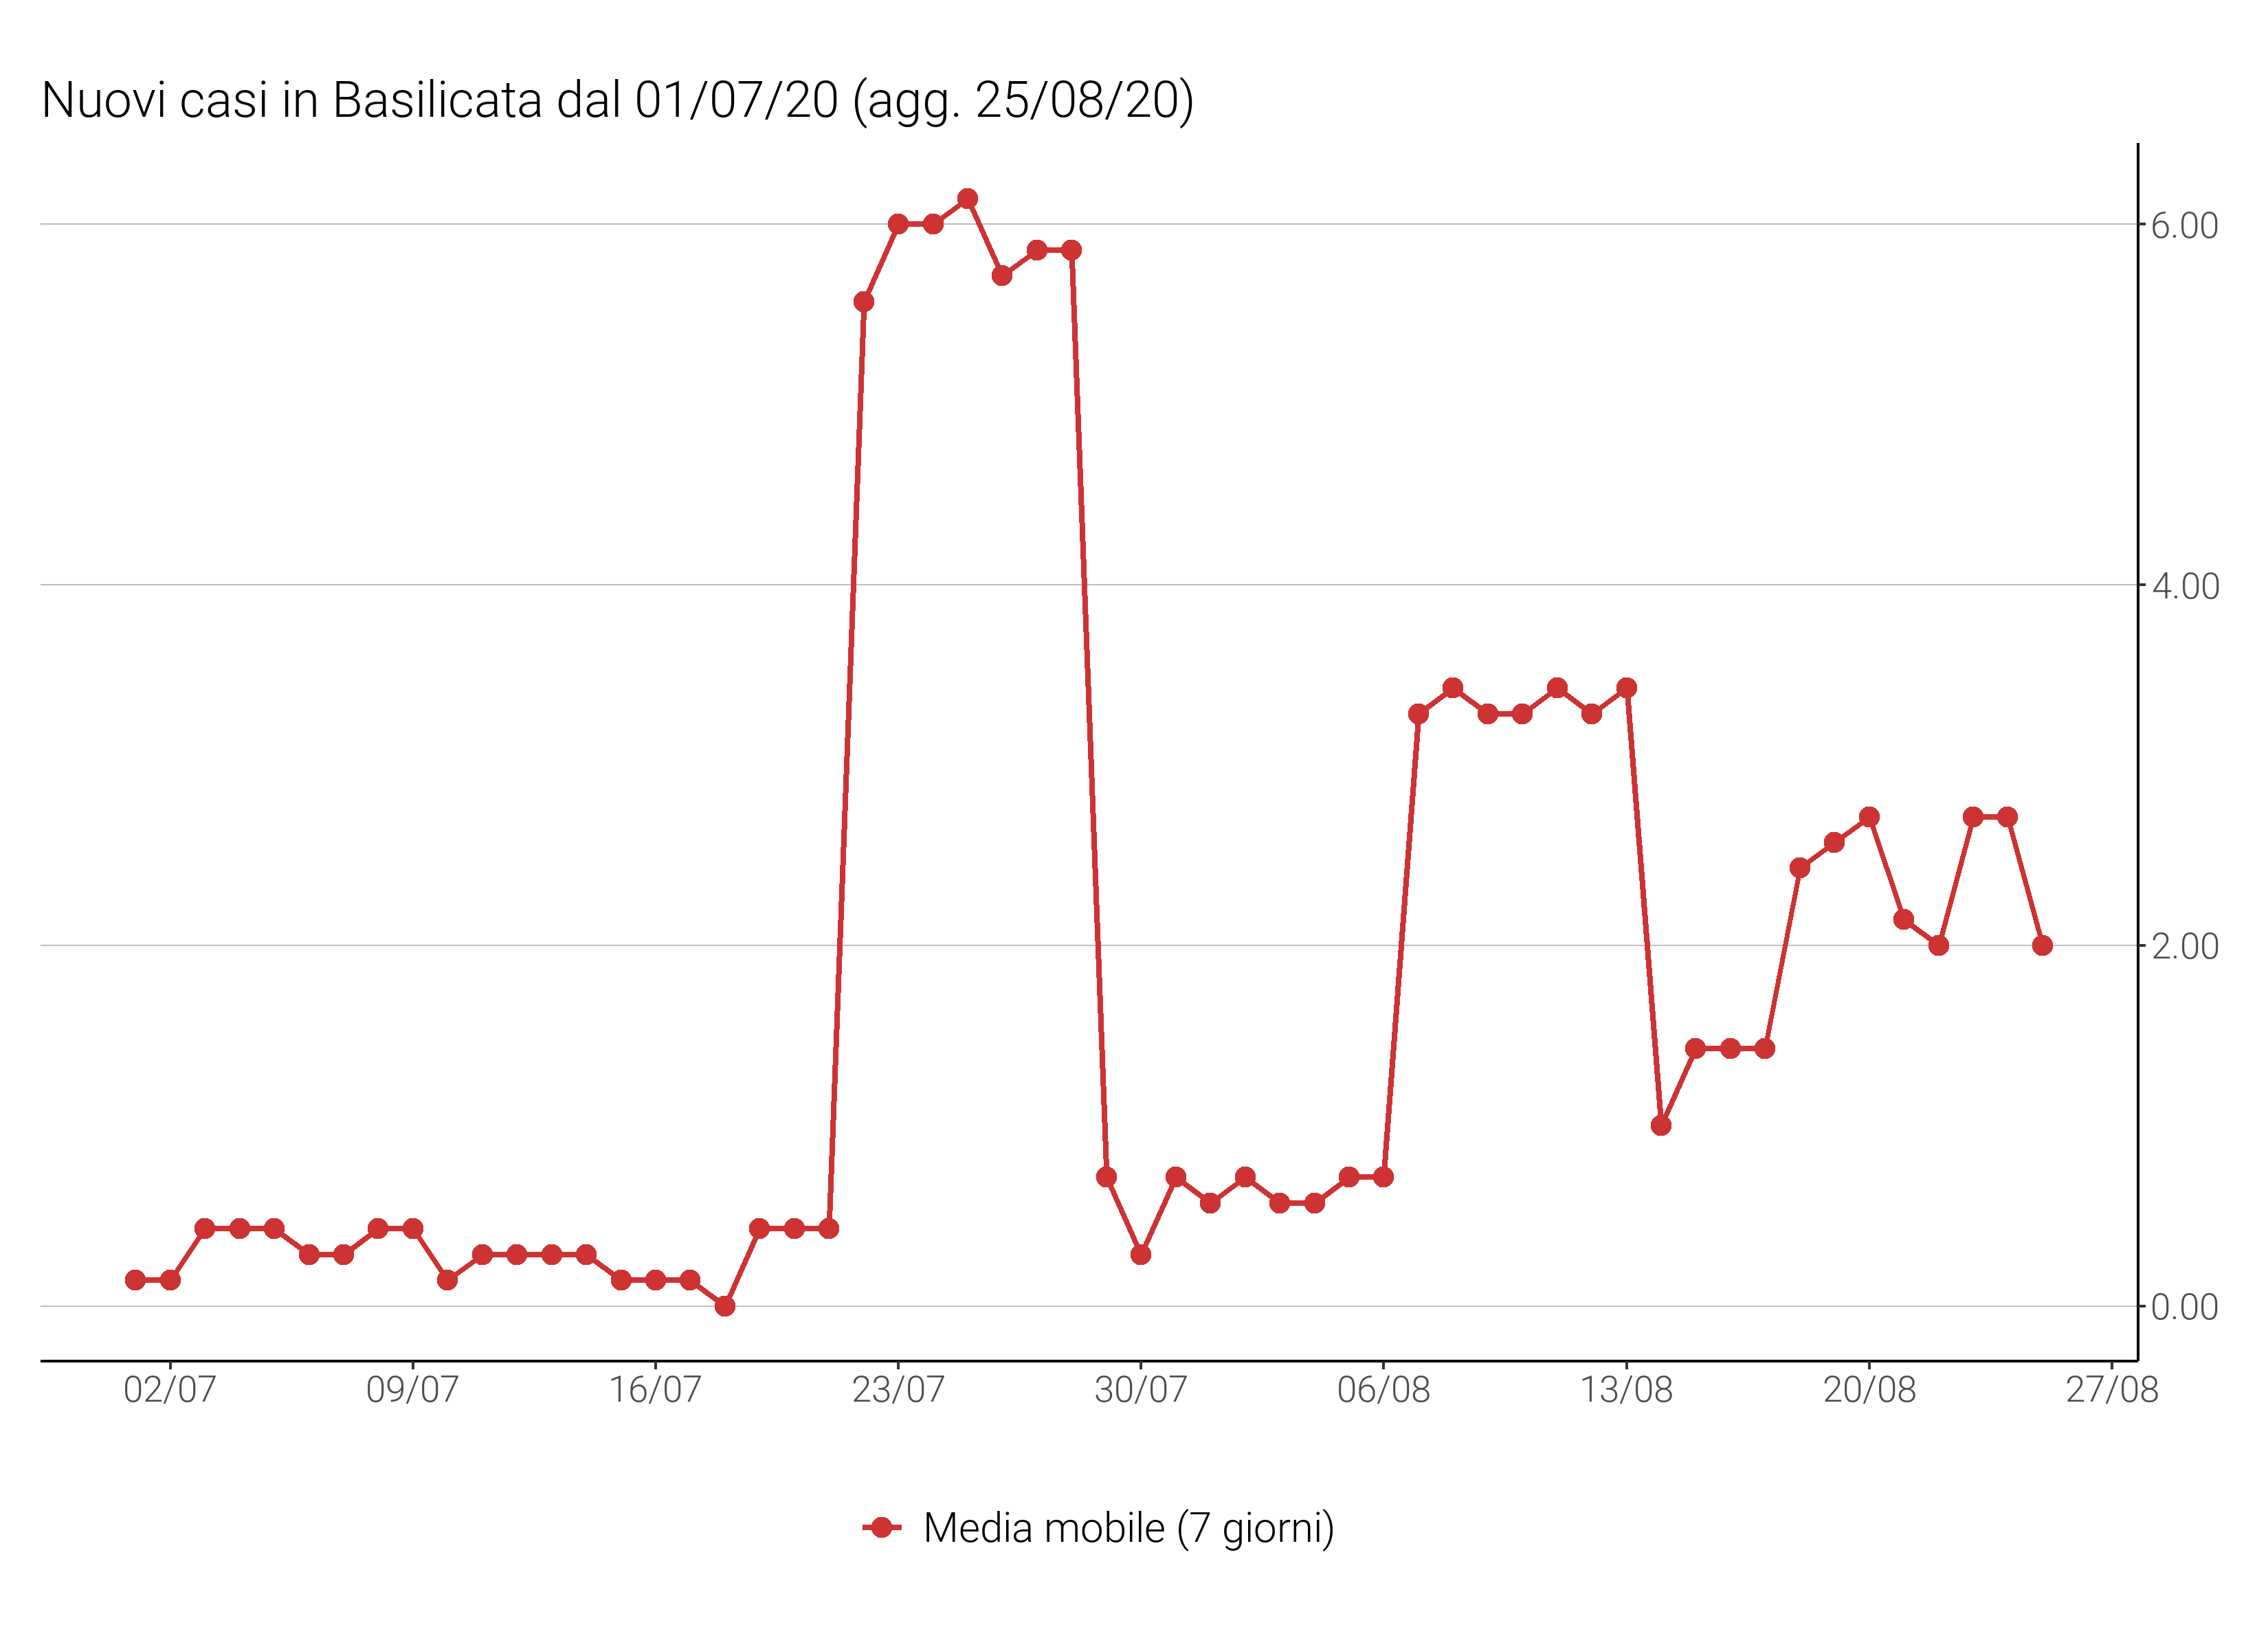 Nuovi casi in Basilicata dal 01/07/20 (agg. 25/08/20)
6.00
4.00
2.00
0.00
02/07 09/07 16/07 23/07 30/07 06/08 13/08 20/08 27/08
Media mobile (7 giorni)